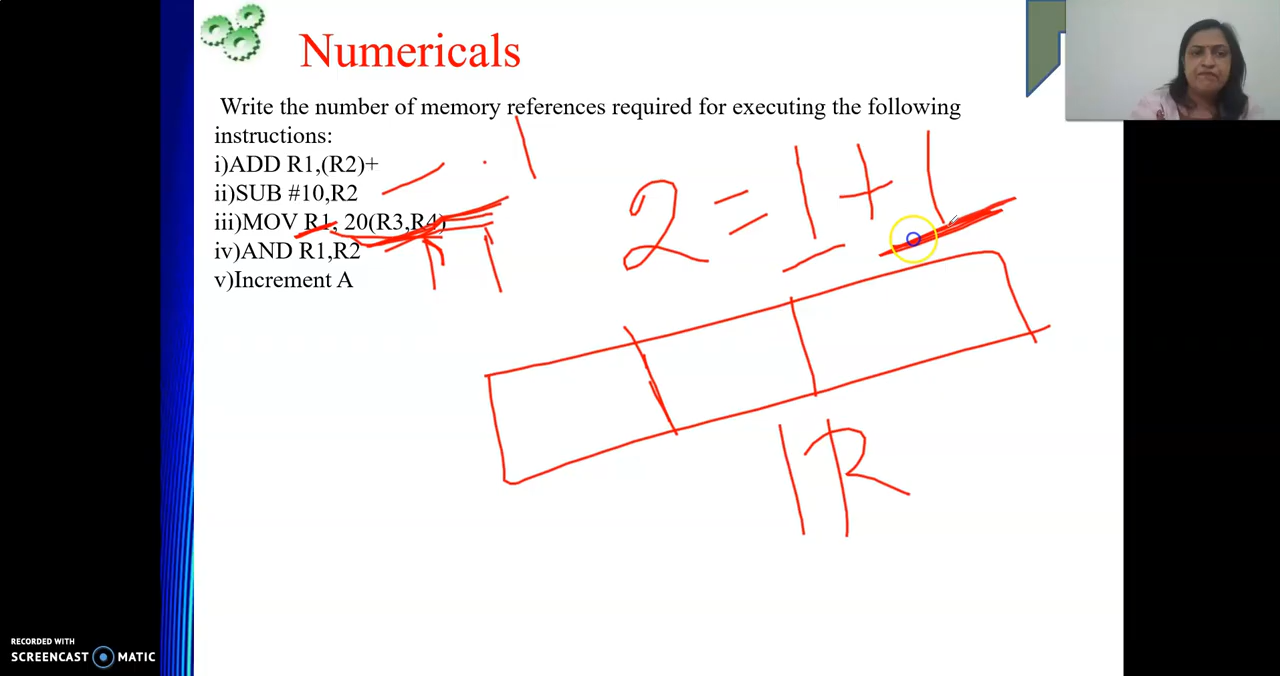 Numericals
Write the number of memory references required for executing the following
instructions:
i)ADD R1,(R2)+
ii)SUB #10,R2
iii)MOV R1, 20(R3,R4)
iv)AND R1,R2
v)Increment A
1
2 = 1 + 1
IR
RECORDED WITH
SCREENCAST MATIC